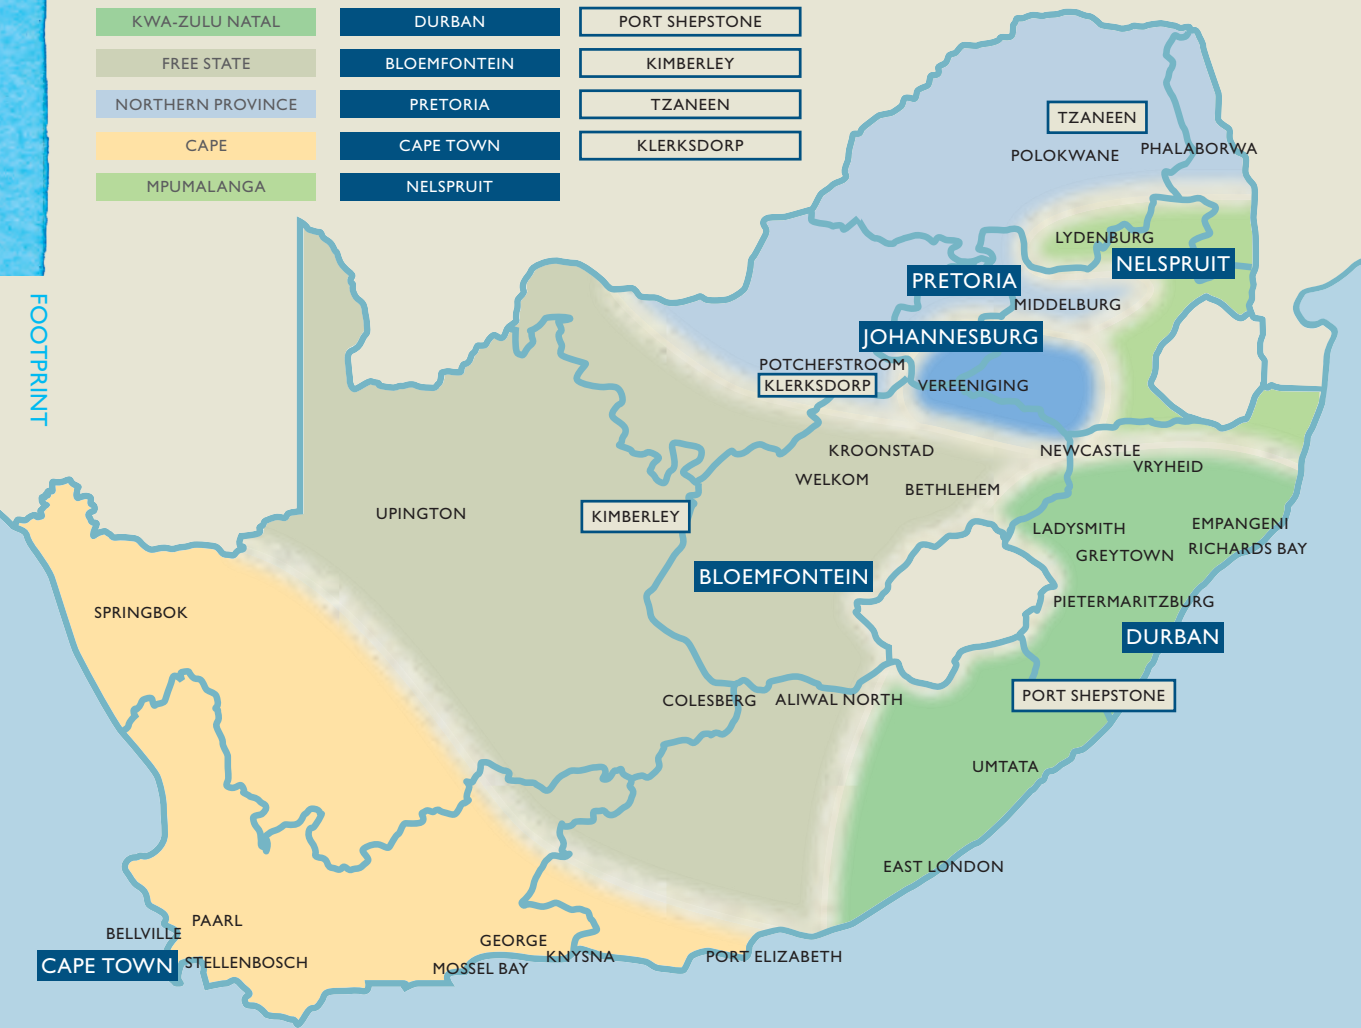 KWA-ZULU NATAL
DURBAN
PORT SHEPSTONE
FREE STATE
BLOEMFONTEIN
KIMBERLEY
NORTHERN PROVINCE
PRETORIA
TZANEEN
CAPE
CAPE TOWN
KLERKSDORP
MPUMALANGA
NELSPRUIT
FOOTPRINT
TZANEEN
POLOKWANE
PHALABORWA
LYDENBURG
NELSPRUIT
PRETORIA
MIDDELBURG
JOHANNESBURG
POTCHEFSTROOM
KLERKSDORP
VEREENIGING
KROONSTAD
NEWCASTLE
VRYHEID
WELKOM
BETHLEHEM
UPINGTON
KIMBERLEY
LADYSMITH
EMPANGENI
GREYTOWN
RICHARDS BAY
BLOEMFONTEIN
PIETERMARITZBURG
SPRINGBOK
DURBAN
COLESBERG
ALIWAL NORTH
PORT SHEPSTONE
UMTATA
EAST LONDON
PAARL
BELLVILLE
GEORGE
KNYSNA
PORT ELIZABETH
CAPE TOWN
STELLENBOSCH
MOSSEL BAY